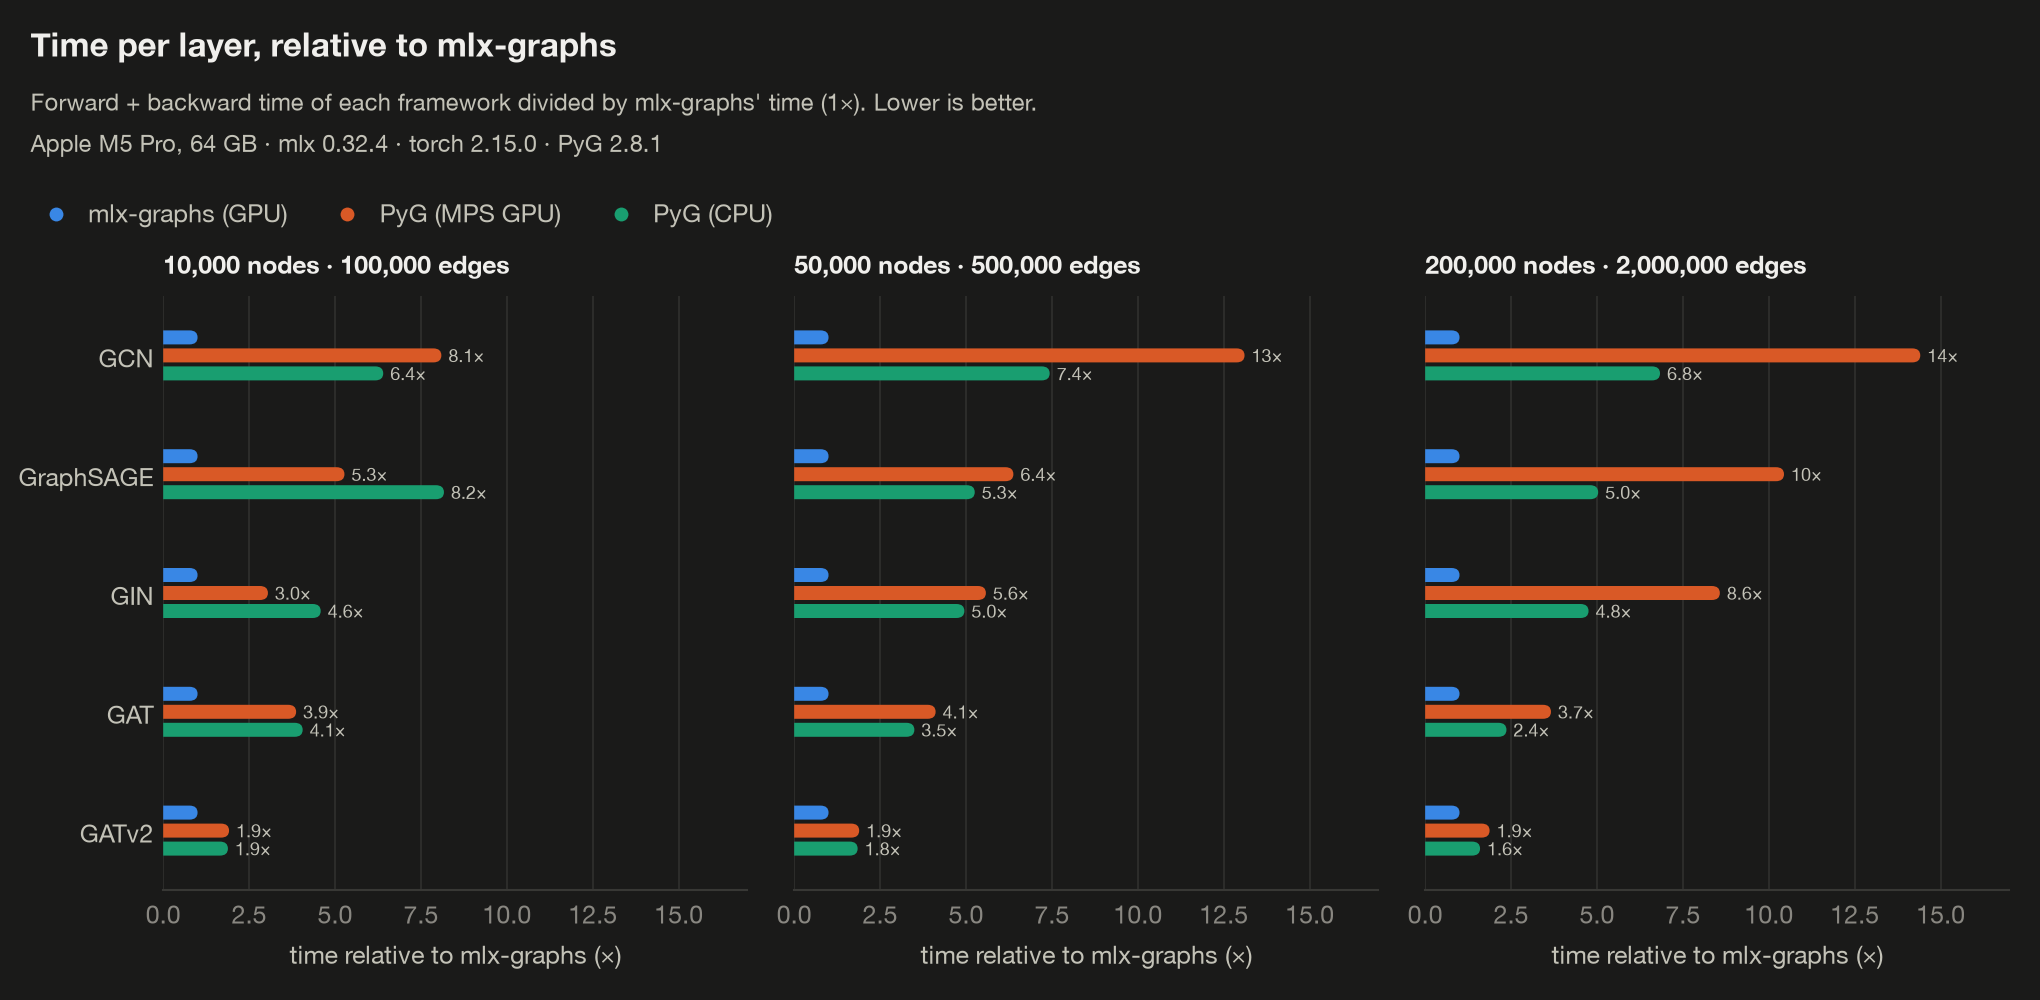 Time per layer, relative to mlx-graphs
Forward + backward time of each framework divided by mlx-graphs' time (1×). Lower is better.
Apple M5 Pro, 64 GB · mlx 0.32.4 · torch 2.15.0 · PyG 2.8.1
mlx-graphs (GPU) PyG (MPS GPU) PyG (CPU)
10,000 nodes · 100,000 edges
GCN
8.1×
6.4×
GraphSAGE
5.3×
8.2×
GIN
3.0×
4.6×
GAT
3.9×
4.1×
GATv2
1.9×
1.9×
0.0 2.5 5.0 7.5 10.0 12.5 15.0
time relative to mlx-graphs (×)
50,000 nodes · 500,000 edges
13×
7.4×
6.4×
5.3×
5.6×
5.0×
4.1×
3.5×
1.9×
1.8×
0.0 2.5 5.0 7.5 10.0 12.5 15.0
time relative to mlx-graphs (×)
200,000 nodes · 2,000,000 edges
14×
6.8×
10×
5.0×
8.6×
4.8×
3.7×
2.4×
1.9×
1.6×
0.0 2.5 5.0 7.5 10.0 12.5 15.0
time relative to mlx-graphs (×)